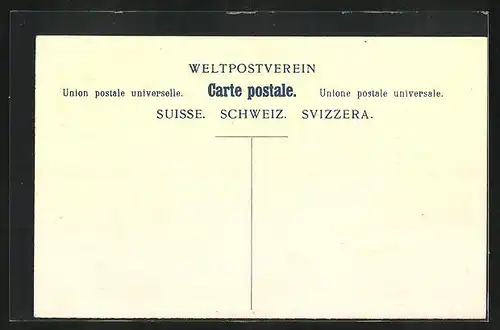 WELTPOSTVEREIN
Union postale universelle. Carte postale. Unione postale universale.
SUISSE. SCHWEIZ. SVIZZERA.